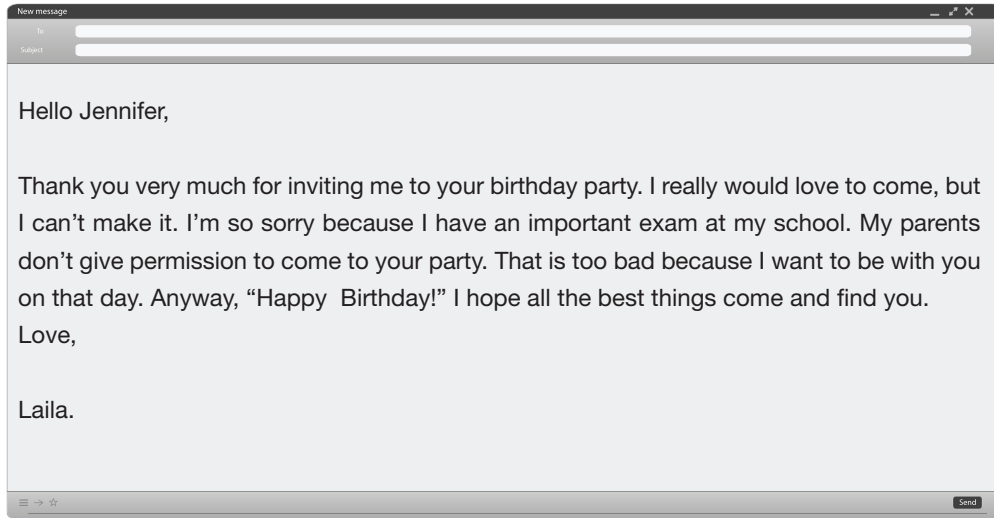 New message
To
Subject
Hello Jennifer,
Thank you very much for inviting me to your birthday party. I really would love to come, but
I can’t make it. I’m so sorry because I have an important exam at my school. My parents
don’t give permission to come to your party. That is too bad because I want to be with you
on that day. Anyway, “Happy  Birthday!” I hope all the best things come and find you.
Love,
Laila.
Send